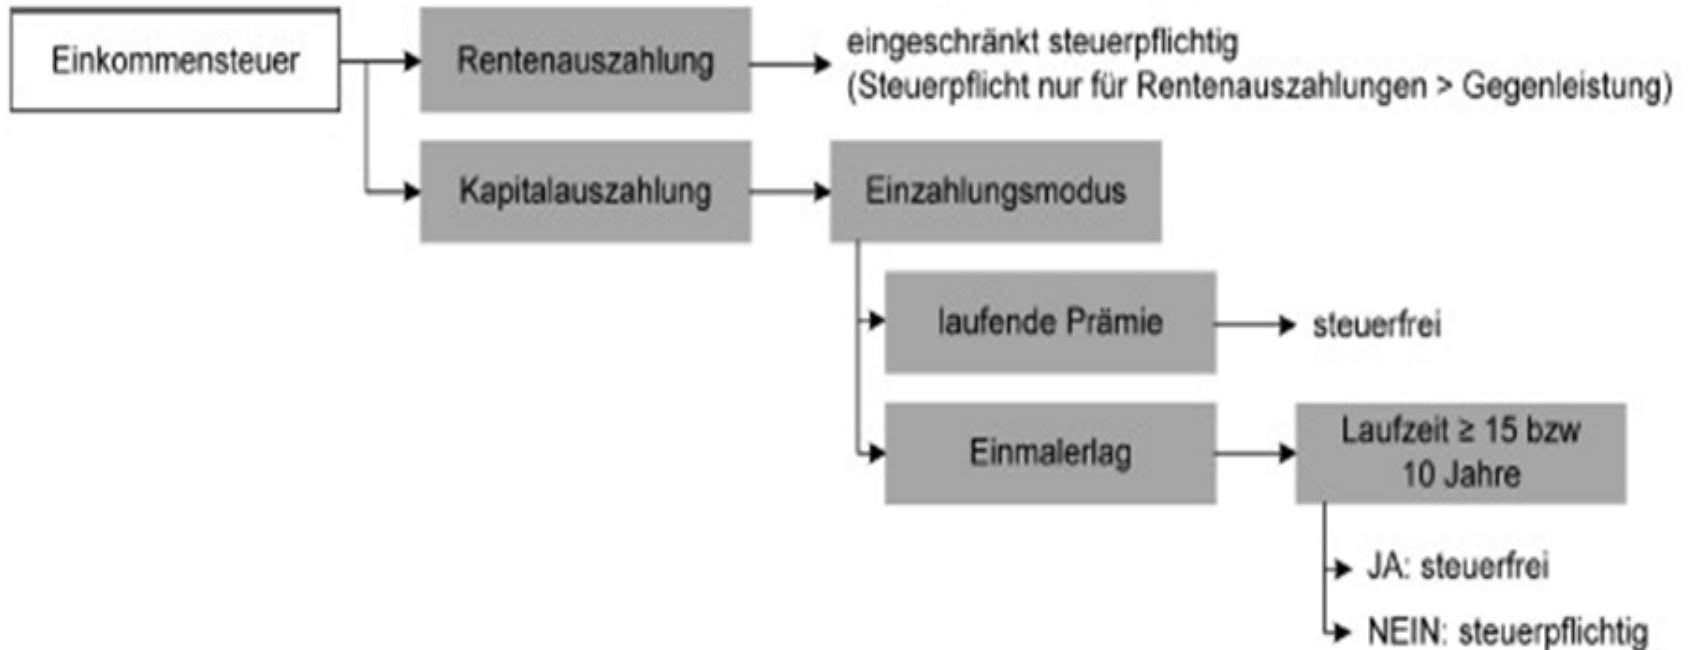 Einkommensteuer
Rentenauszahlung
eingeschränkt steuerpflichtig
(Steuerpflicht nur für Rentenauszahlungen > Gegenleistung)
Kapitalauszahlung
Einzahlungsmodus
laufende Prämie
steuerfrei
Einmalerlag
Laufzeit ≥ 15 bzw
10 Jahre
JA: steuerfrei
NEIN: steuerpflichtig